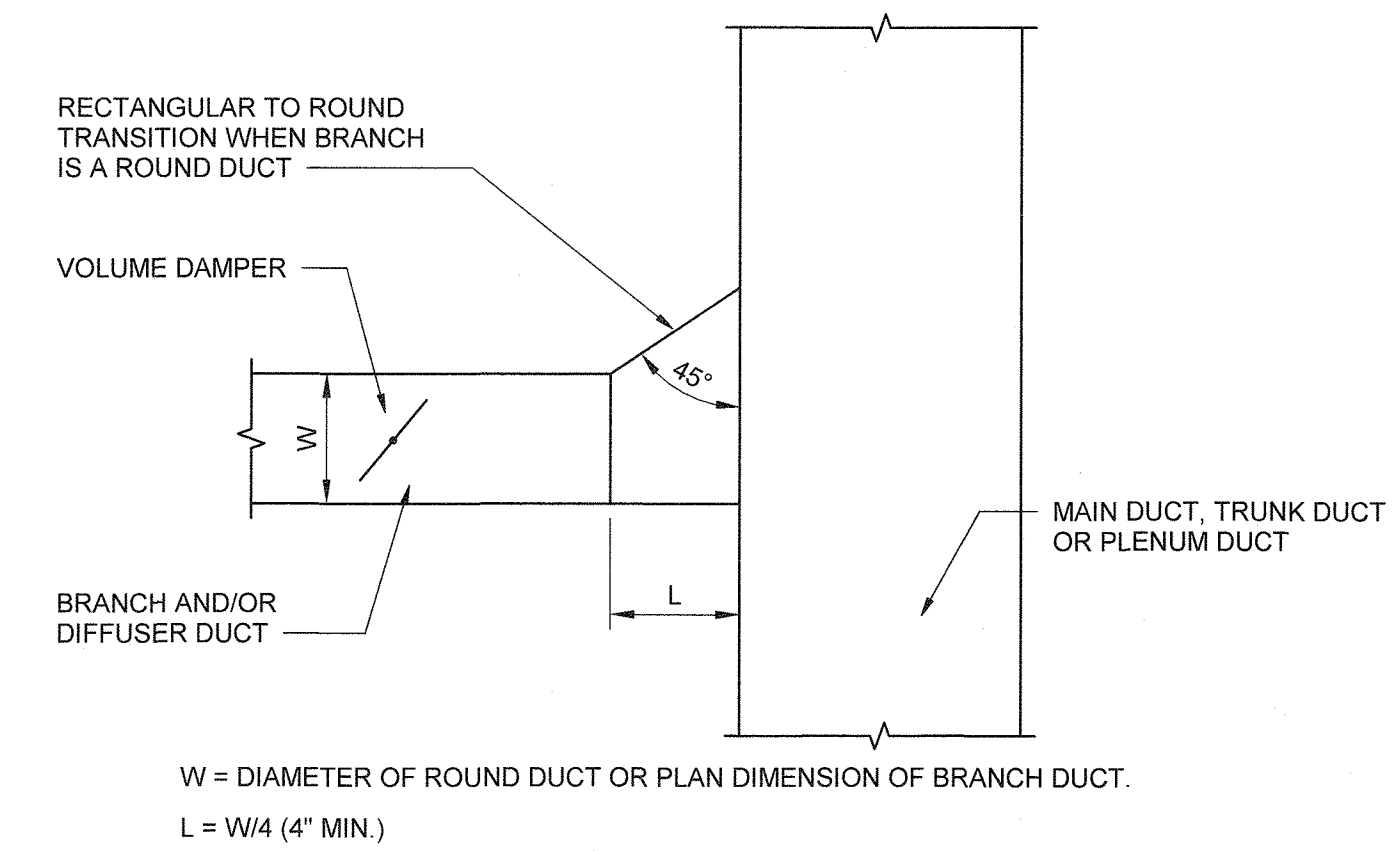 RECTANGULAR TO ROUND
TRANSITION WHEN BRANCH
IS A ROUND DUCT
VOLUME DAMPER
45°
W
MAIN DUCT, TRUNK DUCT
OR PLENUM DUCT
L
BRANCH AND/OR
DIFFUSER DUCT
W = DIAMETER OF ROUND DUCT OR PLAN DIMENSION OF BRANCH DUCT.
L = W/4 (4" MIN.)